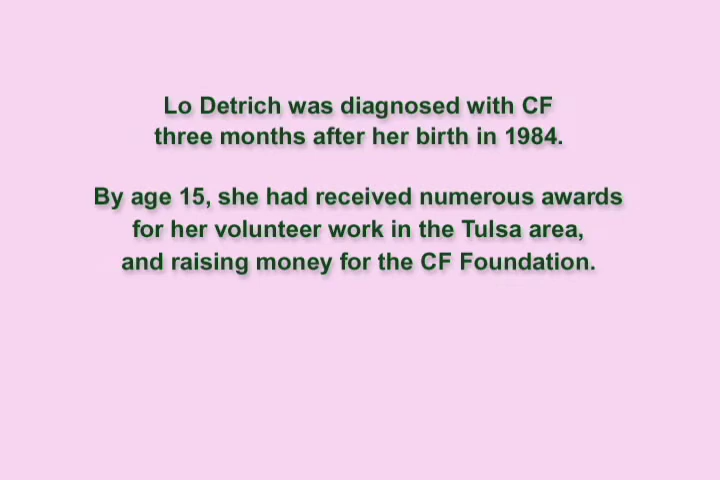 Lo Detrich was diagnosed with CF
three months after her birth in 1984.
By age 15, she had received numerous awards
for her volunteer work in the Tulsa area,
and raising money for the CF Foundation.